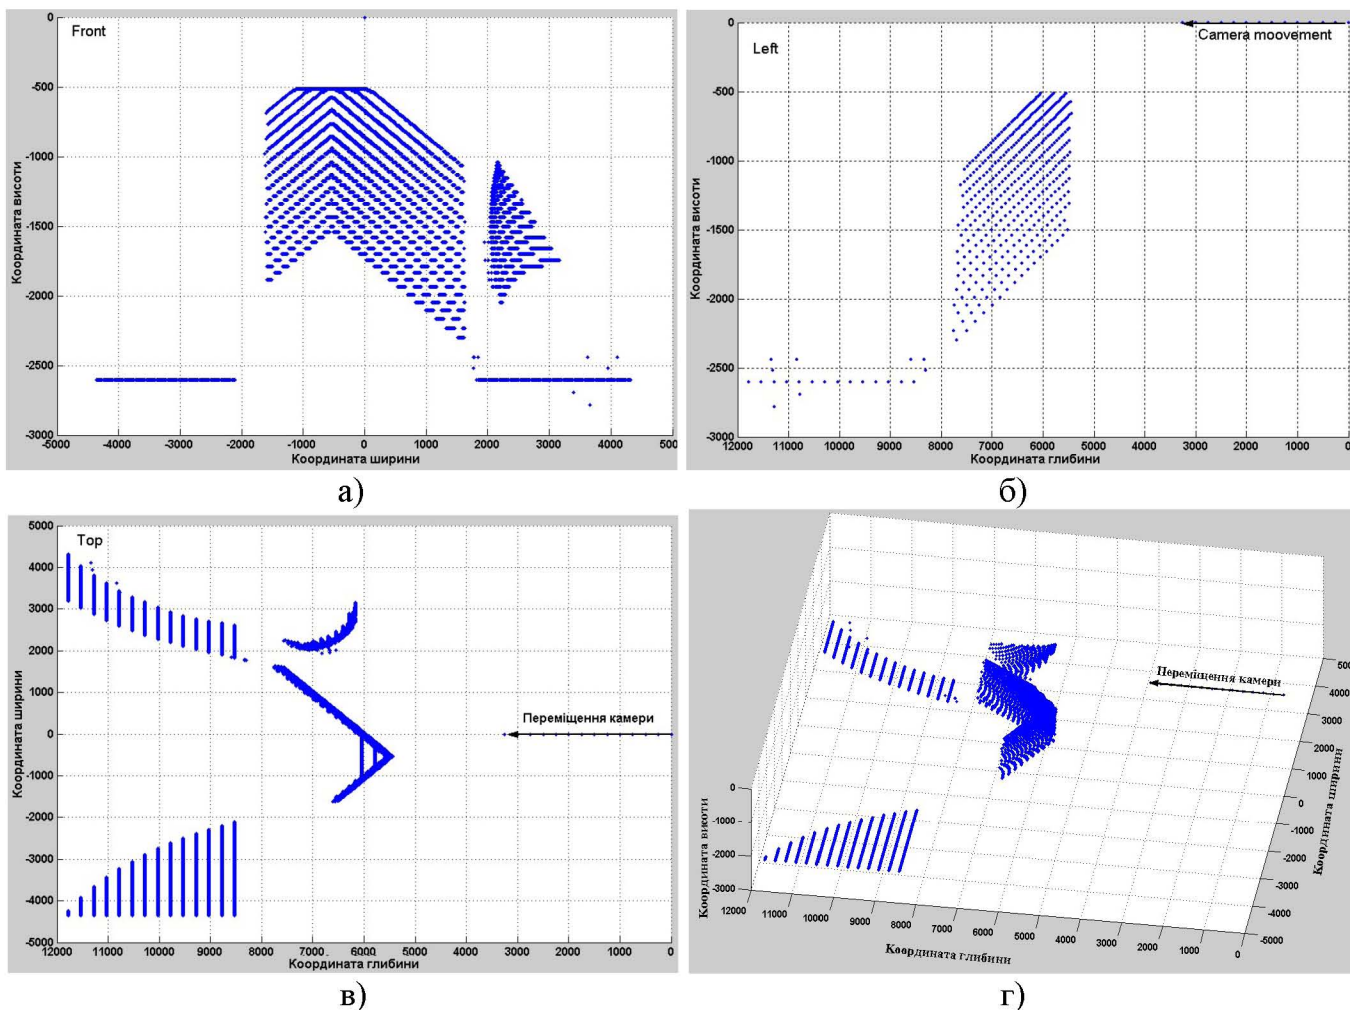 Front
0
-500
-1000
-1500
-2000
-2500
-3000
Координата висоти
-5000 -4000 -3000 -2000 -1000 0 1000 2000 3000 4000 500
Координата ширини
а)
Left
Camera moovement
0
-500
-1000
-1500
-2000
-2500
-3000
Координата висоти
12000 11000 10000 9000 8000 7000 6000 5000 4000 3000 2000 1000 0
Координата глибини
б)
Top
Переміщення камери
5000
4000
3000
2000
1000
0
-1000
-2000
-3000
-4000
-5000
Координата ширини
12000 11000 10000 9000 8000 7000 6000 5000 4000 3000 2000 1000 0
Координата глибини
в)
Переміщення камери
0
-1000
-2000
-3000
Координата висоти
12000 11000 10000 9000 8000 7000 6000 5000 4000 3000 2000 1000 0
Координата глибини
500
4000
3000
2000
1000
0
-1000
-2000
-3000
-4000
-5000
Координата ширини
г)